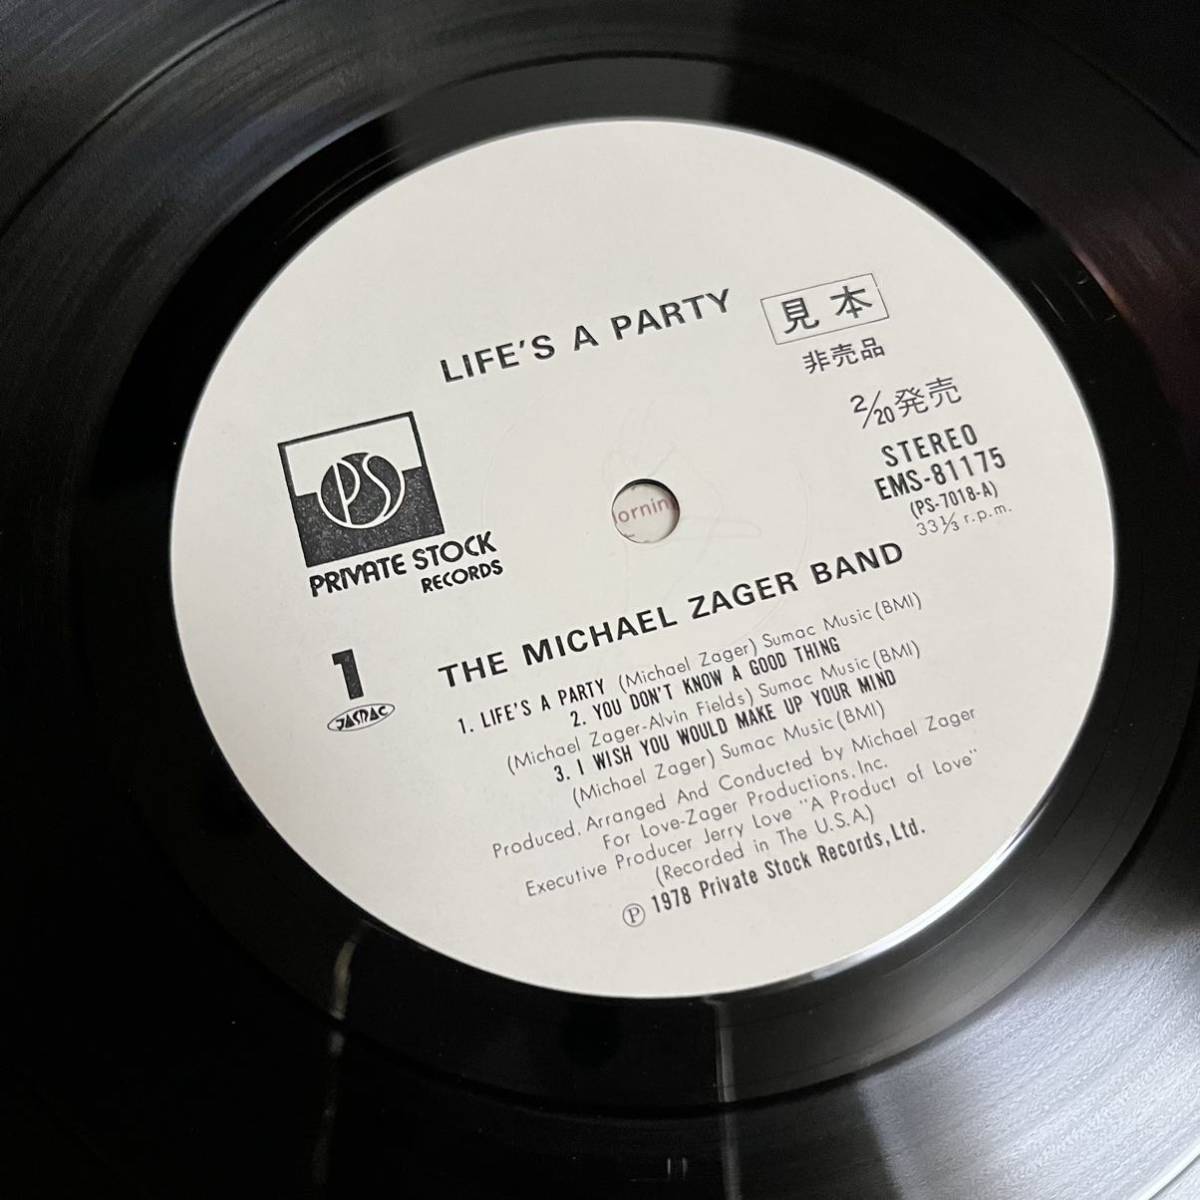 LIFE'S A PARTY
見本
非売品
2/20発売
STEREO
EMS-81175
(PS-7018-A)
33 1/3 r.p.m.
PS
PRIVATE STOCK
RECORDS
ornin
1
JASRAC
THE MICHAEL ZAGER BAND
1. LIFE'S A PARTY (Michael Zager) Sumac Music (BMI)
2. YOU DON'T KNOW A GOOD THING
(Michael Zager-Alvin Fields) Sumac Music (BMI)
3. I WISH YOU WOULD MAKE UP YOUR MIND
(Michael Zager) Sumac Music (BMI)
Produced, Arranged And Conducted by Michael Zager
For Love-Zager Productions, Inc.
Executive Producer Jerry Love "A Product of Love"
(Recorded in The U.S.A.)
Ⓟ 1978 Private Stock Records, Ltd.